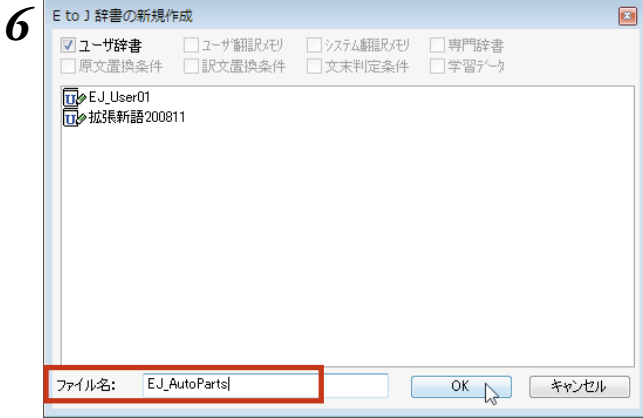 6
E to J 辞書の新規作成
ユーザ辞書 ユーザ翻訳メモリ システム翻訳メモリ 専門辞書
原文置換条件 訳文置換条件 文末判定条件 学習データ
EJ_User01
拡張新語200811
ファイル名: EJ_AutoParts OK キャンセル